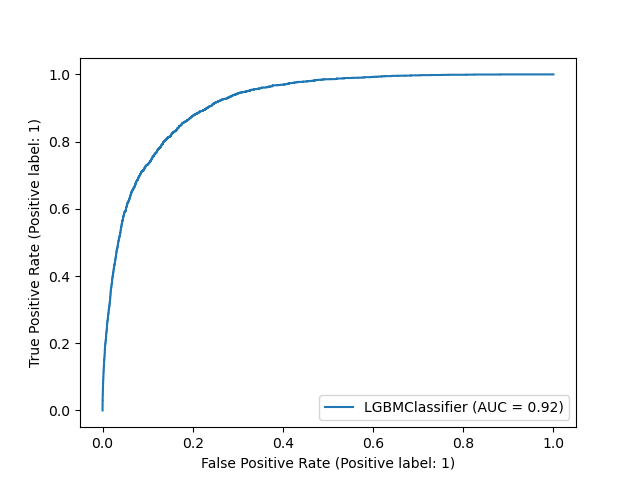 1.0
0.8
0.6
0.4
0.2
0.0
True Positive Rate (Positive label: 1)
LGBMClassifier (AUC = 0.92)
0.0 0.2 0.4 0.6 0.8 1.0
False Positive Rate (Positive label: 1)